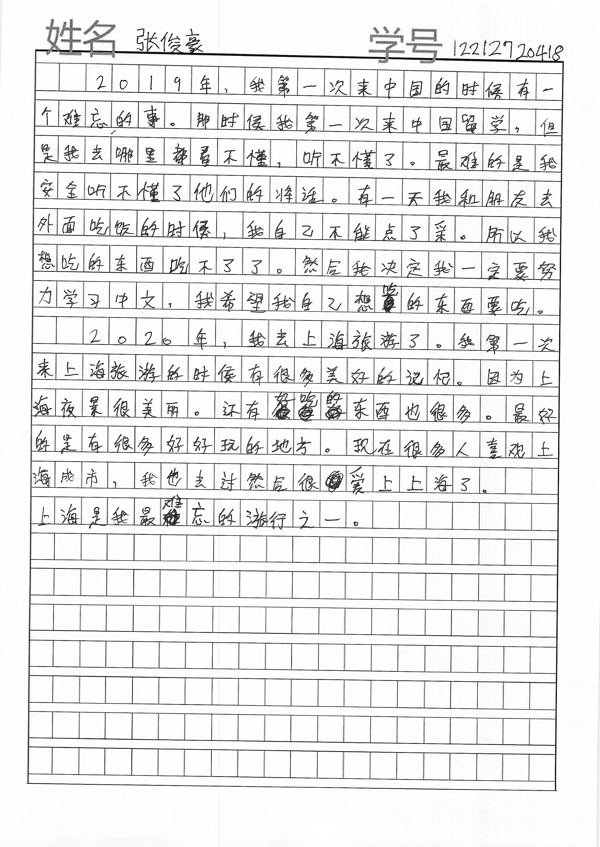 姓名 张俊豪 学号 12212720418
2019年，我第一次来中国的时候有一
个难忘的事。那时候我第一次来中国留学，但
是我去哪里都看不懂，听不懂了。最难的是我
安全听不懂了他们的将话。有一天我和朋友去
外面吃饭的时候，我自己不能点了采。所以我
想吃的东西吃不了了。然后我决定我一定要努
力学习中文，我希望我自己想吃的东西要吃。
2020年，我去上海旅游了。我第一次
来上海旅游的时侯有很多美好的记忆。因为上
海夜景很美丽。还有好吃的东西也很多。最好
的是有很多好好玩的地方。现在很多人喜欢上
海成市，我也去过然后很爱上上海了。
上海是我最难忘的旅行之一。